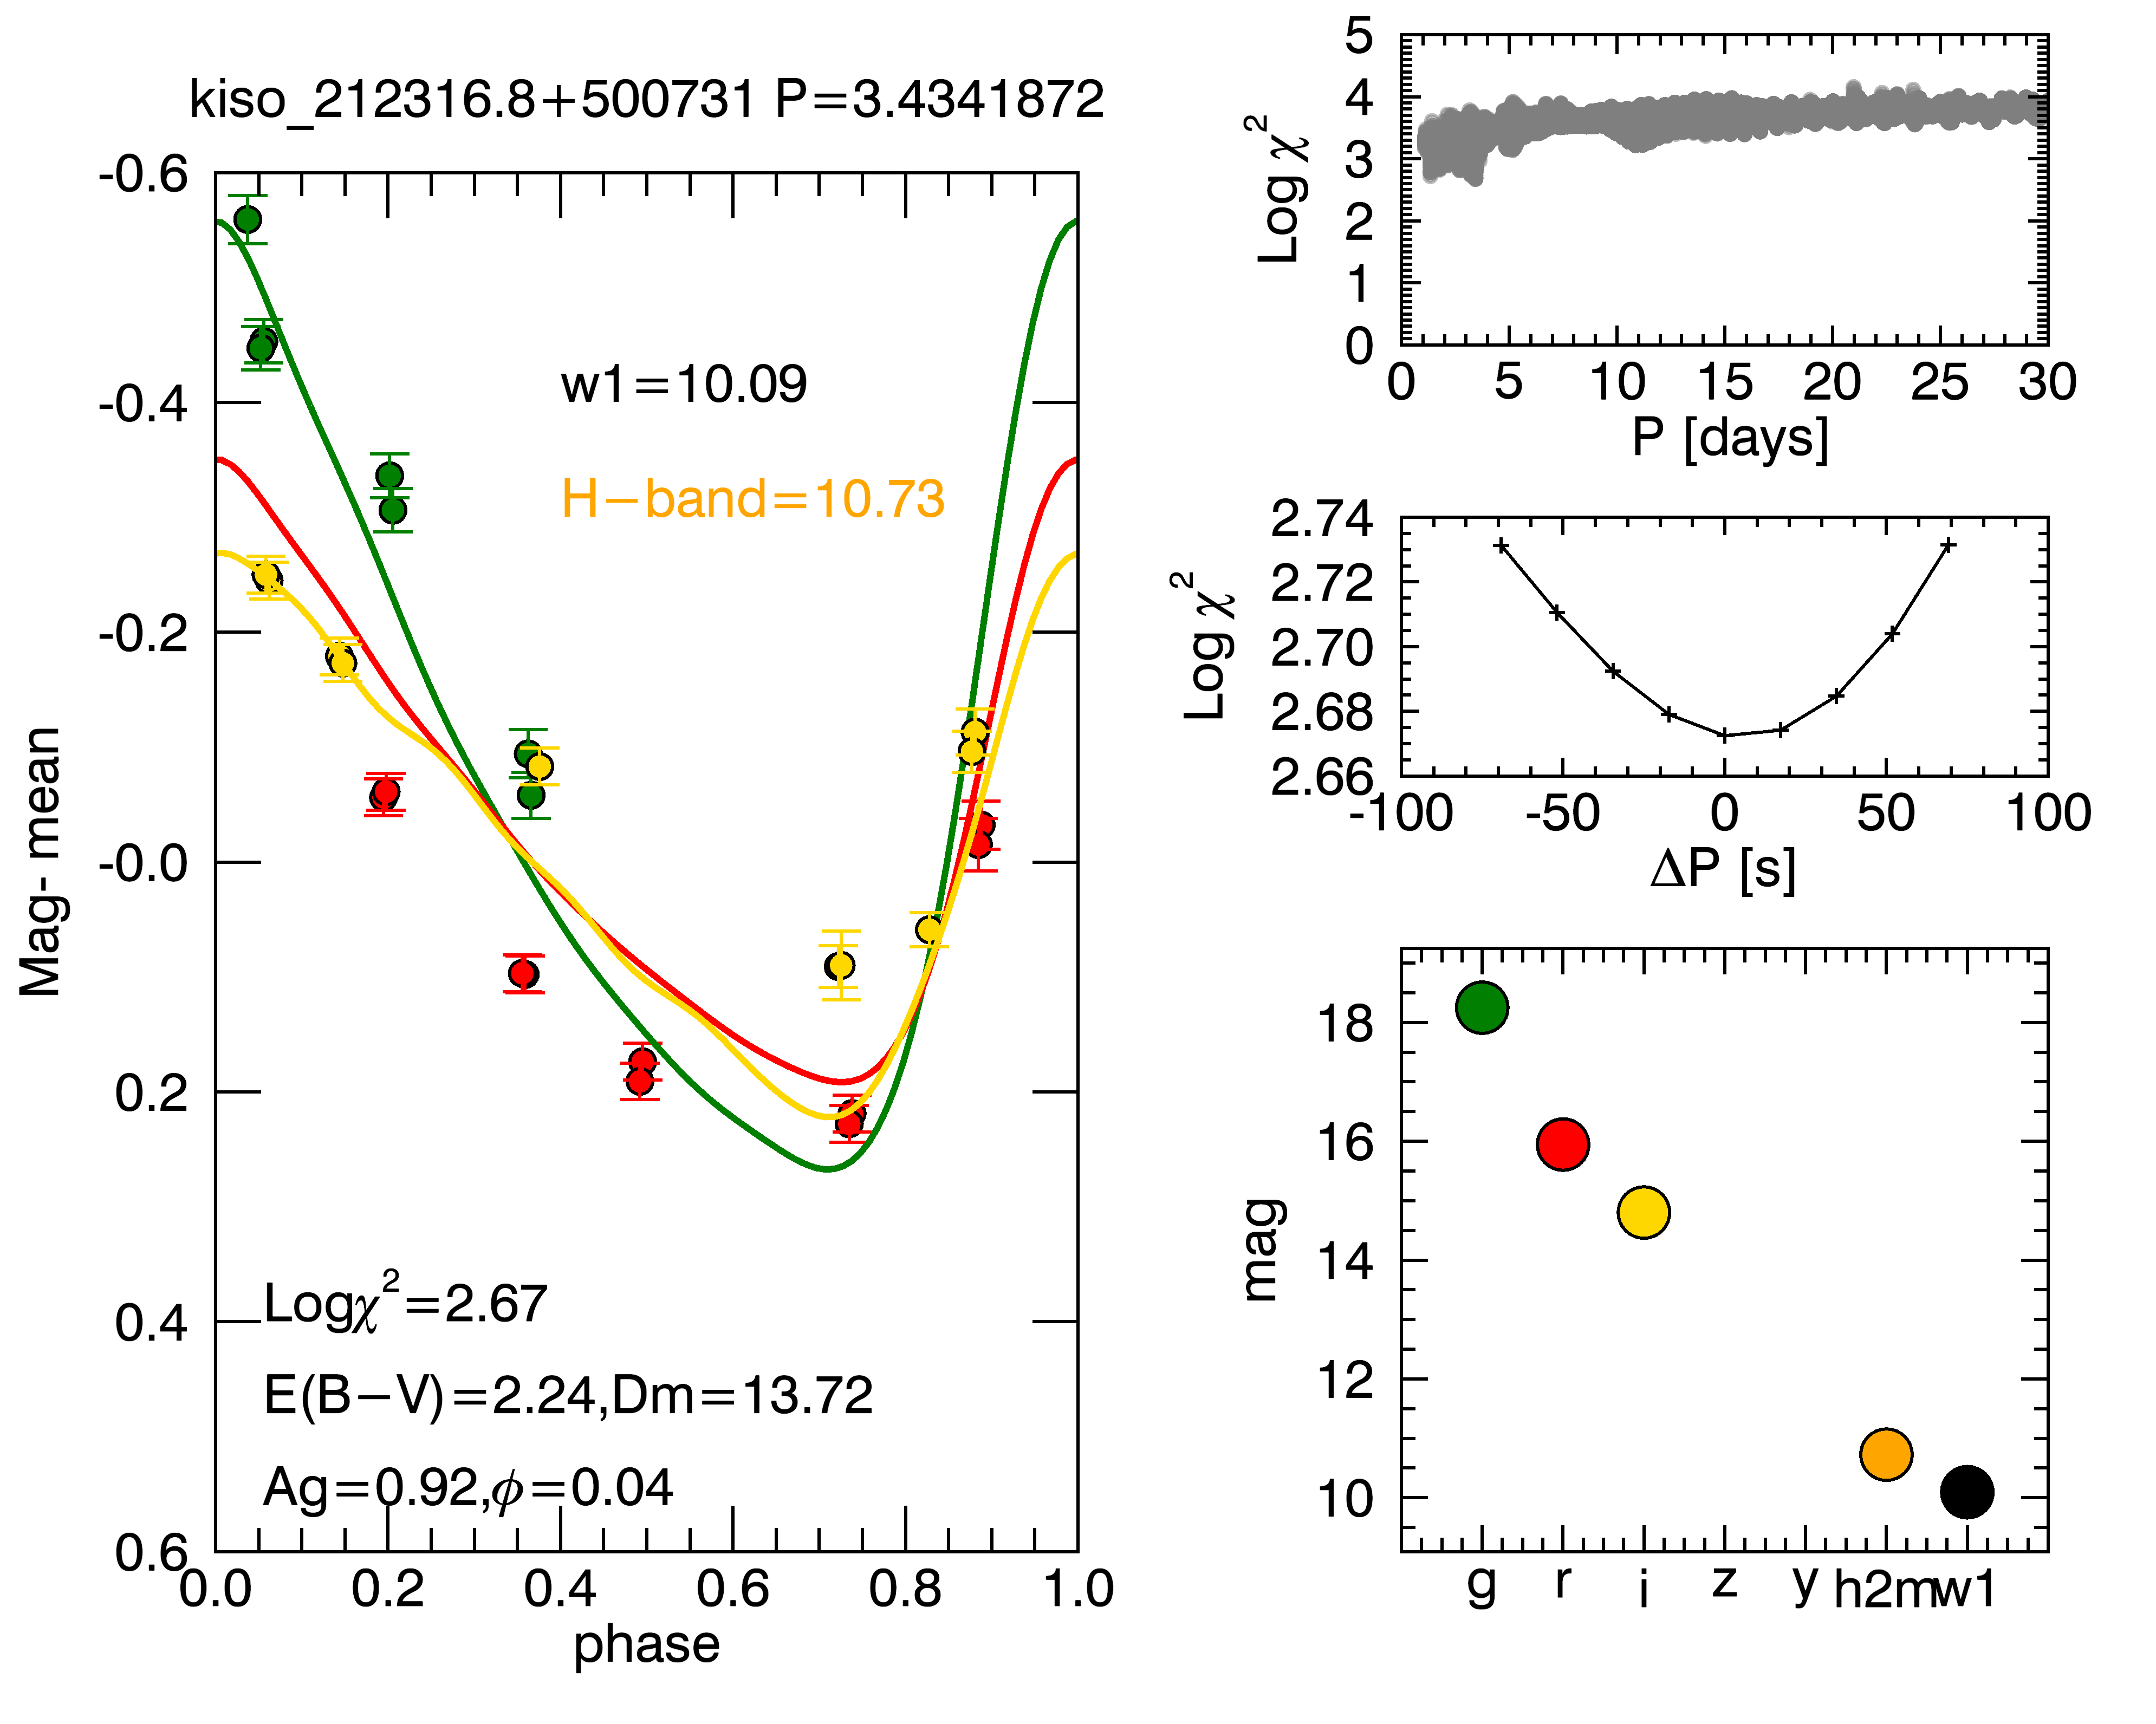 kiso_212316.8+500731 P=3.4341872
-0.6
-0.4
-0.2
-0.0
0.2
0.4
0.6
Mag- mean
w1=10.09
H−band=10.73
Logχ²=2.67
E(B−V)=2.24,Dm=13.72
Ag=0.92,ϕ=0.04
0.0 0.2 0.4 0.6 0.8 1.0
phase
5
4
3
2
1
0
Log χ²
0 5 10 15 20 25 30
P [days]
2.74
2.72
2.70
2.68
2.66
Log χ²
-100 -50 0 50 100
ΔP [s]
18
16
14
12
10
mag
g r i z y h2m w1